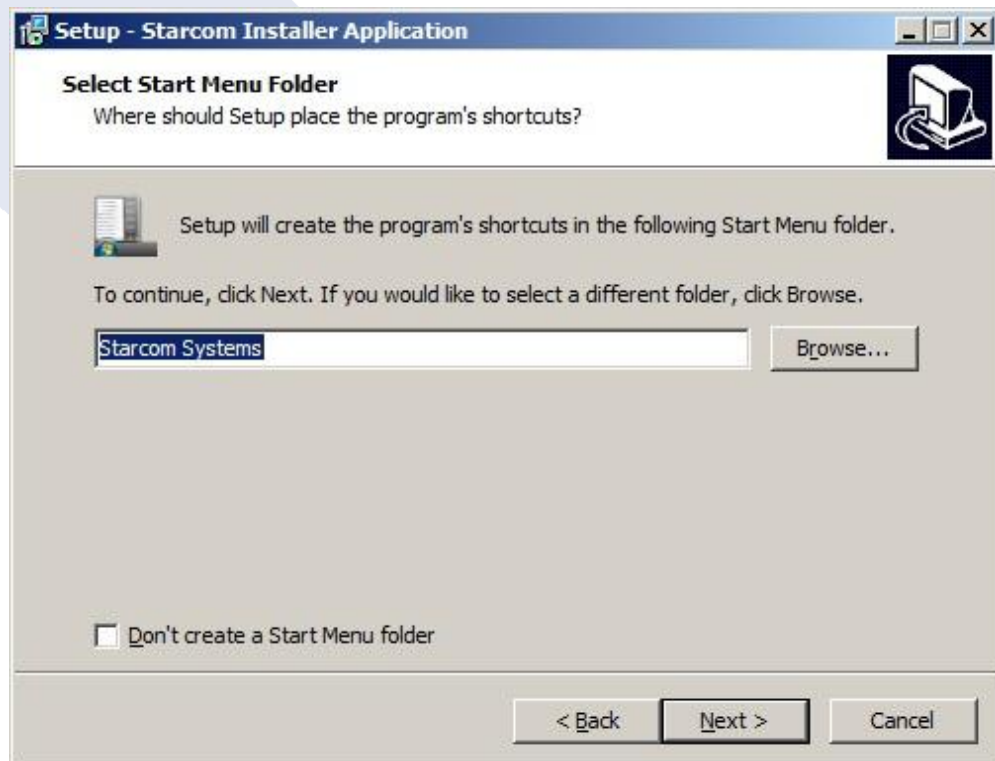 Setup - Starcom Installer Application
Select Start Menu Folder
Where should Setup place the program's shortcuts?
Setup will create the program's shortcuts in the following Start Menu folder.
To continue, click Next. If you would like to select a different folder, click Browse.
Starcom Systems
Browse...
Don't create a Start Menu folder
< Back
Next >
Cancel